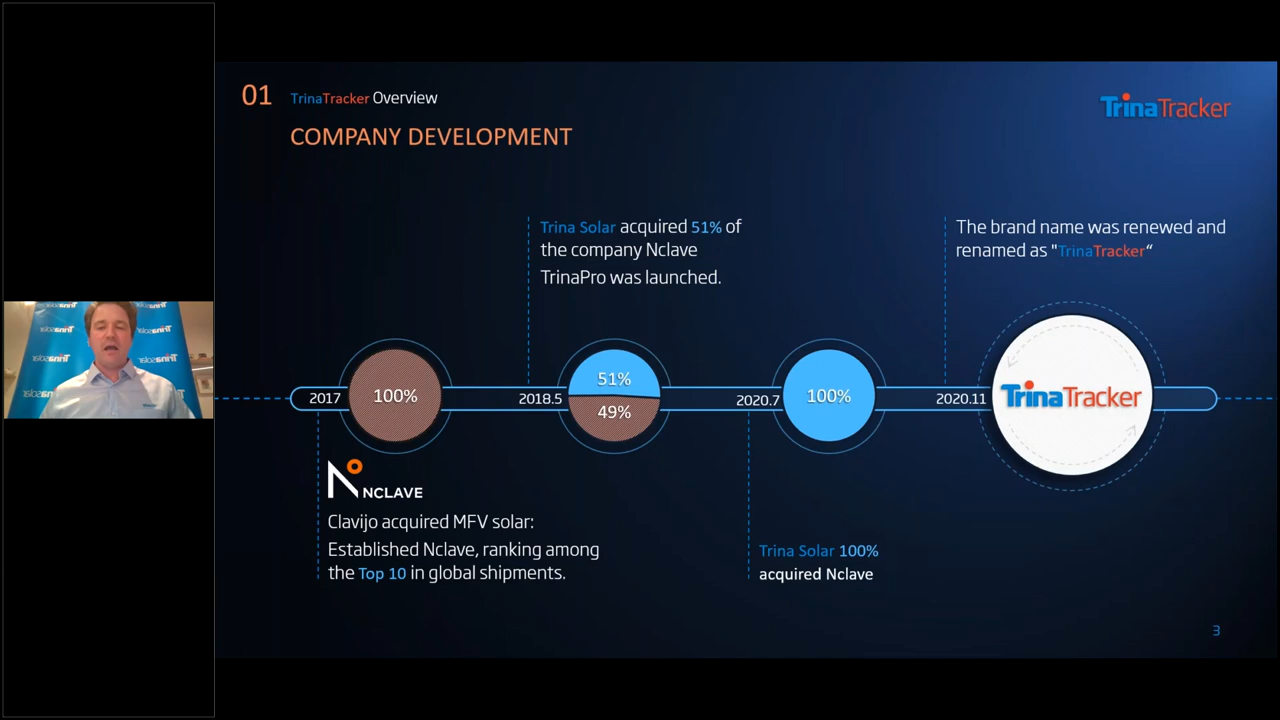 01
TrinaTracker Overview
COMPANY DEVELOPMENT
TrinaTracker
Trina Solar acquired 51% of
the company Nclave
TrinaPro was launched.
The brand name was renewed and
renamed as "TrinaTracker“
2017
100%
2018.5
51%
49%
2020.7
100%
2020.11
TrinaTracker
NCLAVE
Clavijo acquired MFV solar:
Established Nclave, ranking among
the Top 10 in global shipments.
Trina Solar 100%
acquired Nclave
3
Trinasolar
Trinasolar
Trinasolar